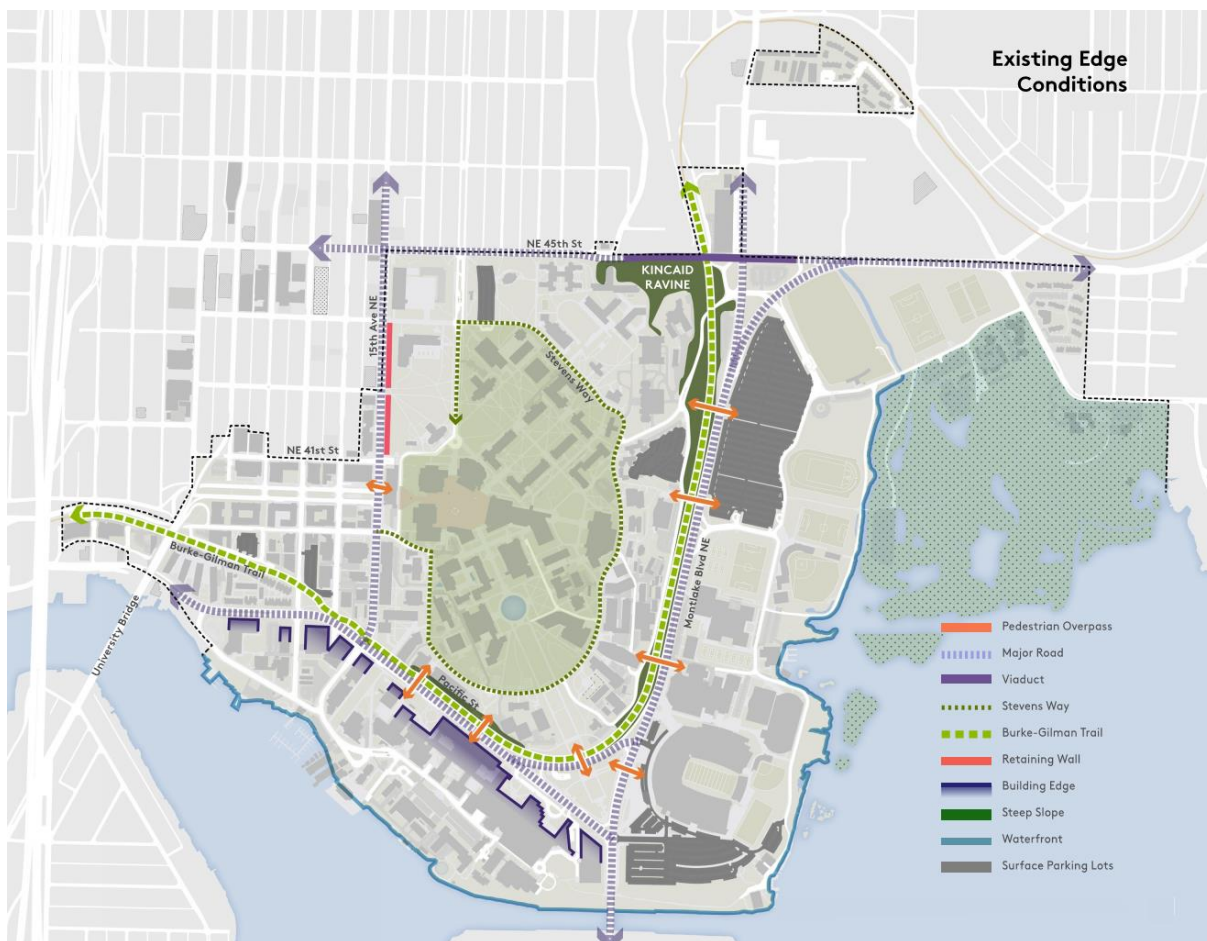 Existing Edge
Conditions
NE 45th St
KINCAID
RAVINE
15th Ave NE
Stevens Way
NE 41st St
Burke-Gilman Trail
Montlake Blvd NE
University Bridge
Pacific St
Pedestrian Overpass
Major Road
Viaduct
Stevens Way
Burke-Gilman Trail
Retaining Wall
Building Edge
Steep Slope
Waterfront
Surface Parking Lots